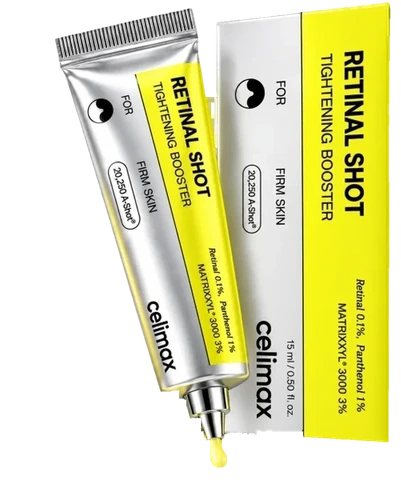 RETINAL SHOT
TIGHTENING BOOSTER
FOR
FIRM SKIN
20,250 A-Shot®
Retinal 0.1%, Panthenol 1%
MATRIXXYL® 3000 3%
celimax
RETINAL SHOT
TIGHTENING BOOSTER
FOR
FIRM SKIN
20,250 A-Shot®
Retinal 0.1%, Panthenol 1%
MATRIXXYL® 3000 3%
celimax
15 ml / 0.50 fl. oz.